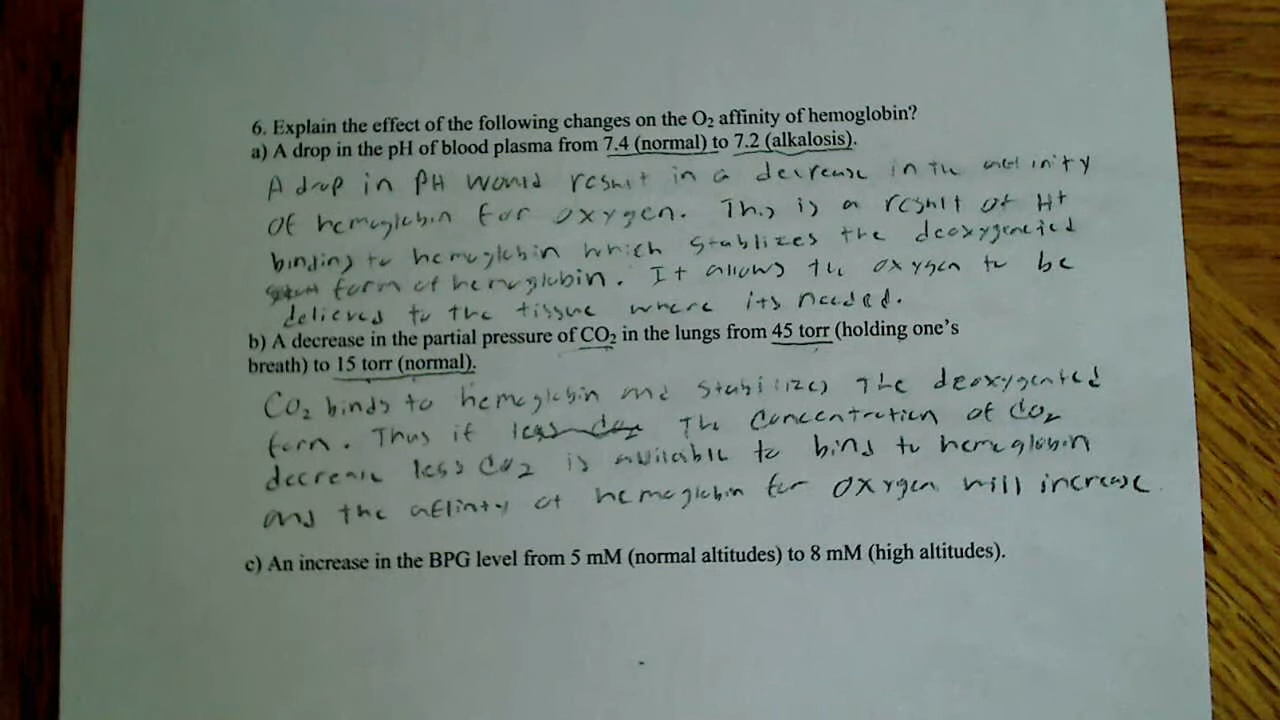 6. Explain the effect of the following changes on the O₂ affinity of hemoglobin?
a) A drop in the pH of blood plasma from 7.4 (normal) to 7.2 (alkalosis).
A drop in PH would result in a decrease in the
of hemoglobin for oxygen. This is a result of H+
binding to hemoglobin which stablizes the
form of hemoglobin. It allows the oxygen to be
to the tissue where its needed.
b) A decrease in the partial pressure of CO₂ in the lungs from 45 torr (holding one's
breath) to 15 torr (normal).
CO₂ binds to hemoglobin and stabilizes the deoxygented
form. Thus if The concentration of CO₂
decrease less CO₂ is available to bind to hemoglobin
and the of hemoglobin for oxygen will increase.
c) An increase in the BPG level from 5 mM (normal altitudes) to 8 mM (high altitudes).